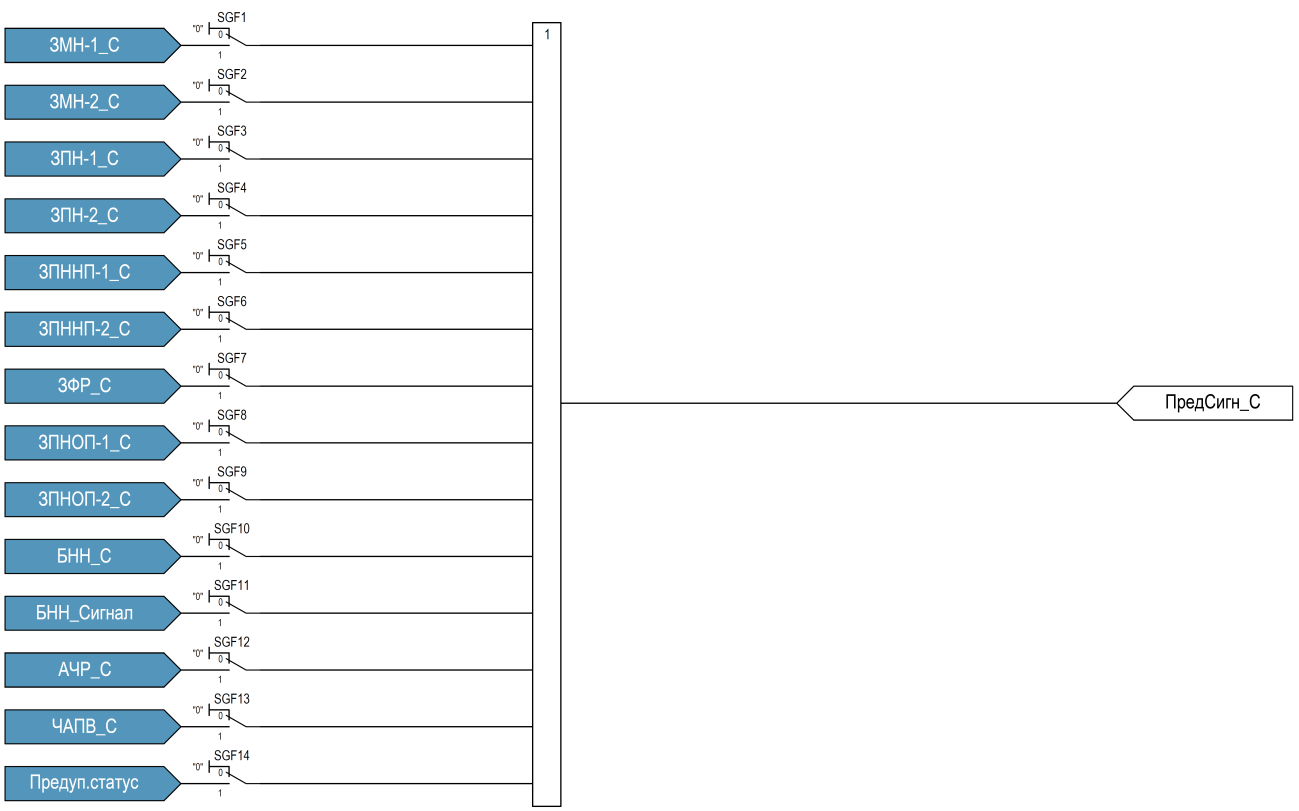 SGF1
"0" 0
ЗМН-1_С
1
1
SGF2
"0" 0
ЗМН-2_С
1
SGF3
"0" 0
ЗПН-1_С
1
SGF4
"0" 0
ЗПН-2_С
1
SGF5
"0" 0
ЗПННП-1_С
1
SGF6
"0" 0
ЗПННП-2_С
1
SGF7
"0" 0
ЗФР_С
1
ПредСигн_С
SGF8
"0" 0
ЗПНОП-1_С
1
SGF9
"0" 0
ЗПНОП-2_С
1
SGF10
"0" 0
БНН_С
1
SGF11
"0" 0
БНН_Сигнал
1
SGF12
"0" 0
АЧР_С
1
SGF13
"0" 0
ЧАПВ_С
1
SGF14
"0" 0
Предуп.статус
1